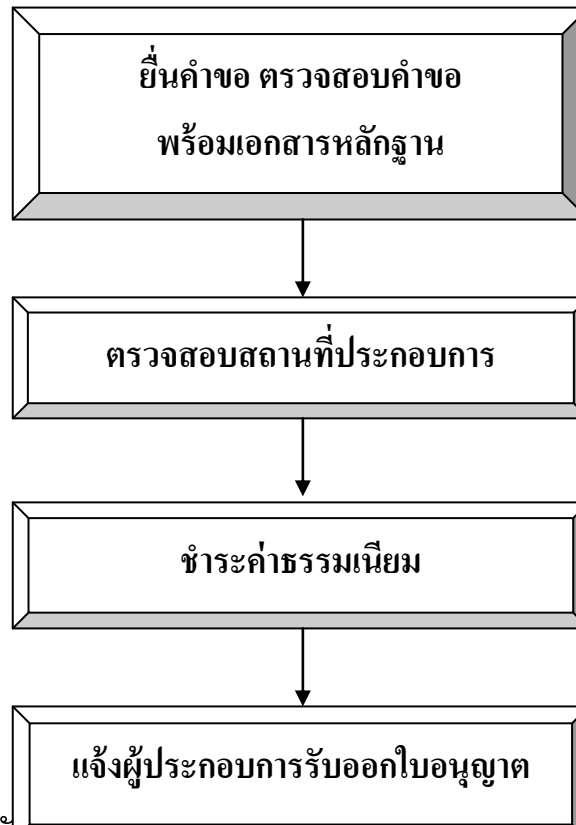 ยื่นคำขอ ตรวจสอบคำขอ
พร้อมเอกสารหลักฐาน
ตรวจสอบสถานที่ประกอบการ
ชำระค่าธรรมเนียม
แจ้งผู้ประกอบการรับออกใบอนุญาต